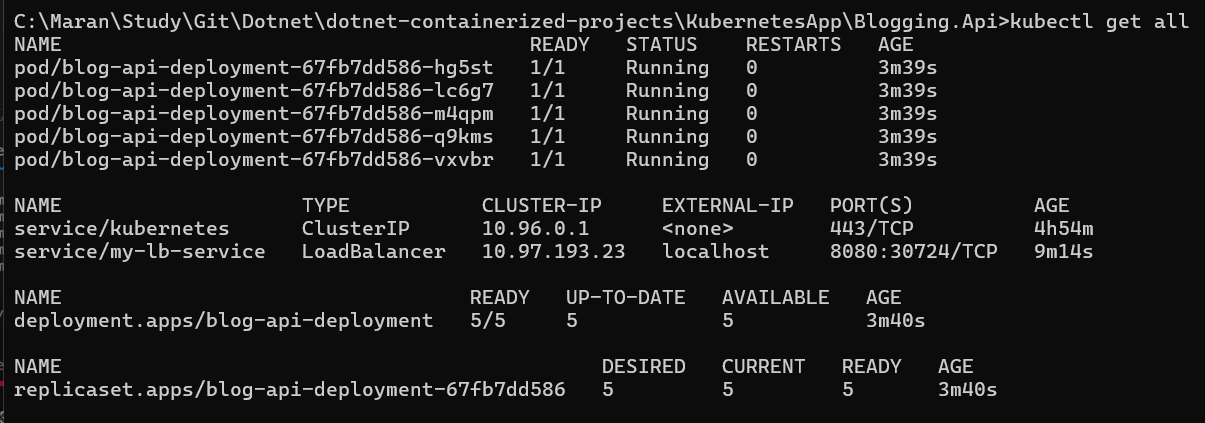 C:\Maran\Study\Git\Dotnet\dotnet-containerized-projects\KubernetesApp\Blogging.Api>kubectl get all
NAME READY STATUS RESTARTS AGE
pod/blog-api-deployment-67fb7dd586-hg5st 1/1 Running 0 3m39s
pod/blog-api-deployment-67fb7dd586-lc6g7 1/1 Running 0 3m39s
pod/blog-api-deployment-67fb7dd586-m4qpm 1/1 Running 0 3m39s
pod/blog-api-deployment-67fb7dd586-q9kms 1/1 Running 0 3m39s
pod/blog-api-deployment-67fb7dd586-vxvbr 1/1 Running 0 3m39s
NAME TYPE CLUSTER-IP EXTERNAL-IP PORT(S) AGE
service/kubernetes ClusterIP 10.96.0.1 <none> 443/TCP 4h54m
service/my-lb-service LoadBalancer 10.97.193.23 localhost 8080:30724/TCP 9m14s
NAME READY UP-TO-DATE AVAILABLE AGE
deployment.apps/blog-api-deployment 5/5 5 5 3m40s
NAME DESIRED CURRENT READY AGE
replicaset.apps/blog-api-deployment-67fb7dd586 5 5 5 3m40s